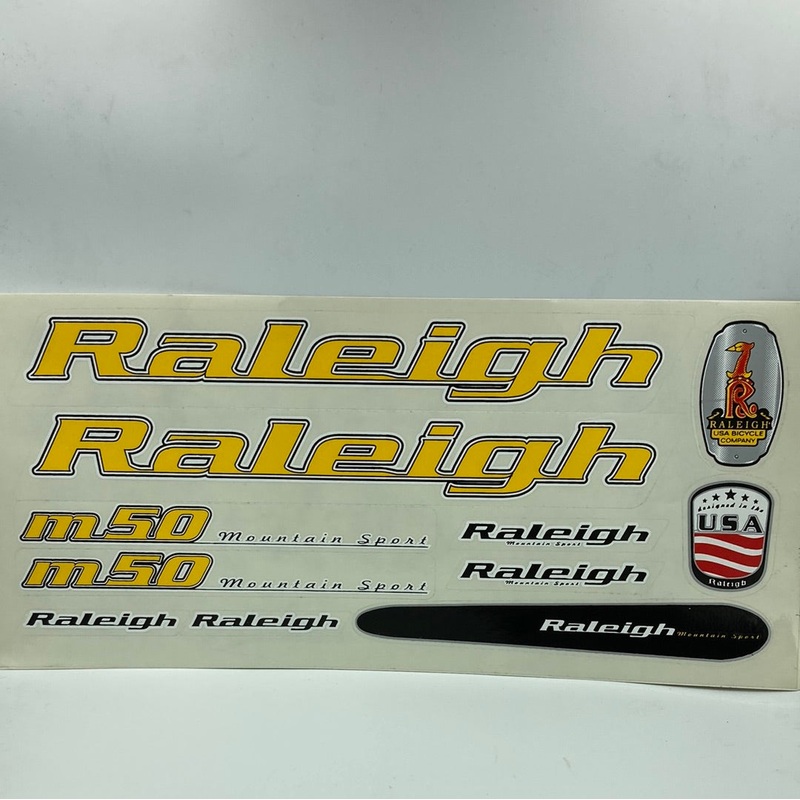 Raleigh
Raleigh
m50 Mountain Sport
m50 Mountain Sport
Raleigh Raleigh
Raleigh
Mountain Sport
Raleigh
Mountain Sport
Raleigh Mountain Sport
R
RALEIGH
USA BICYCLE
COMPANY
designed in the
USA
Raleigh